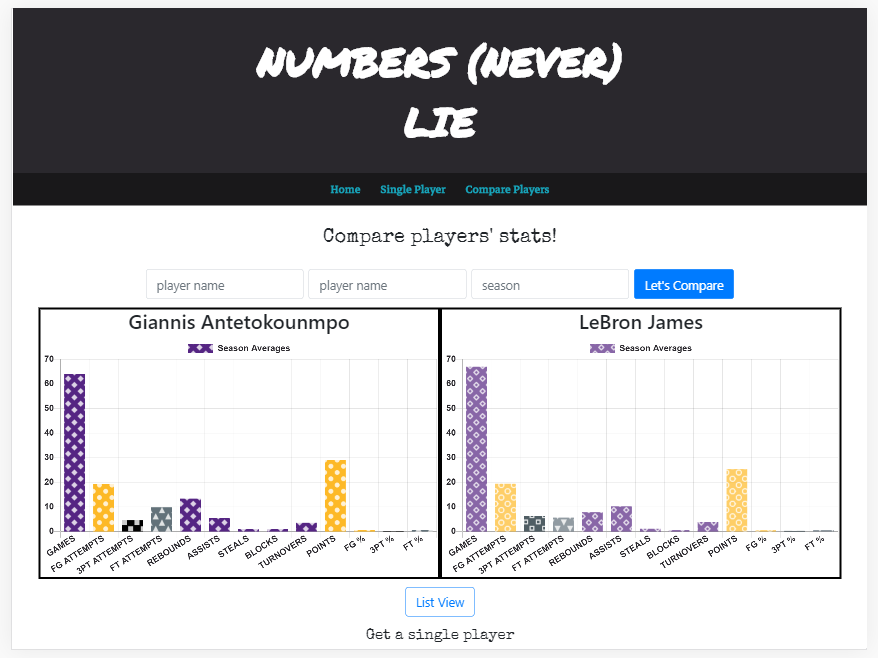 NUMBERS (NEVER)
LIE
Home Single Player Compare Players
Compare players' stats!
player name player name season Let's Compare
Giannis Antetokounmpo
Season Averages
70
60
50
40
30
20
10
0
GAMES
FG ATTEMPTS
3PT ATTEMPTS
FT ATTEMPTS
REBOUNDS
ASSISTS
STEALS
BLOCKS
TURNOVERS
POINTS
FG %
3PT %
FT %
LeBron James
Season Averages
70
60
50
40
30
20
10
0
GAMES
FG ATTEMPTS
3PT ATTEMPTS
FT ATTEMPTS
REBOUNDS
ASSISTS
STEALS
BLOCKS
TURNOVERS
POINTS
FG %
3PT %
FT %
List View
Get a single player